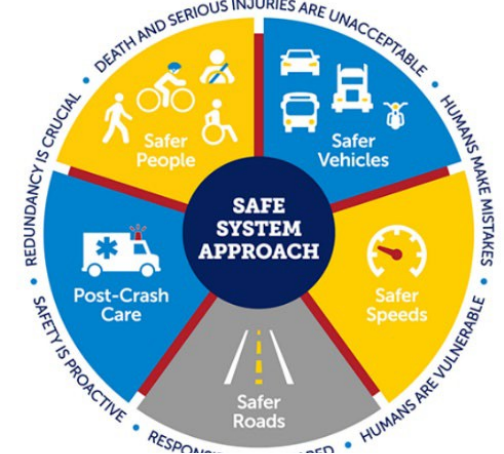 DEATH AND SERIOUS INJURIES ARE UNACCEPTABLE
HUMANS MAKE MISTAKES
HUMANS ARE VULNERABLE
SAFETY IS PROACTIVE
REDUNDANCY IS CRUCIAL
Safer
People
Safer
Vehicles
SAFE
SYSTEM
APPROACH
Post-Crash
Care
Safer
Speeds
Safer
Roads